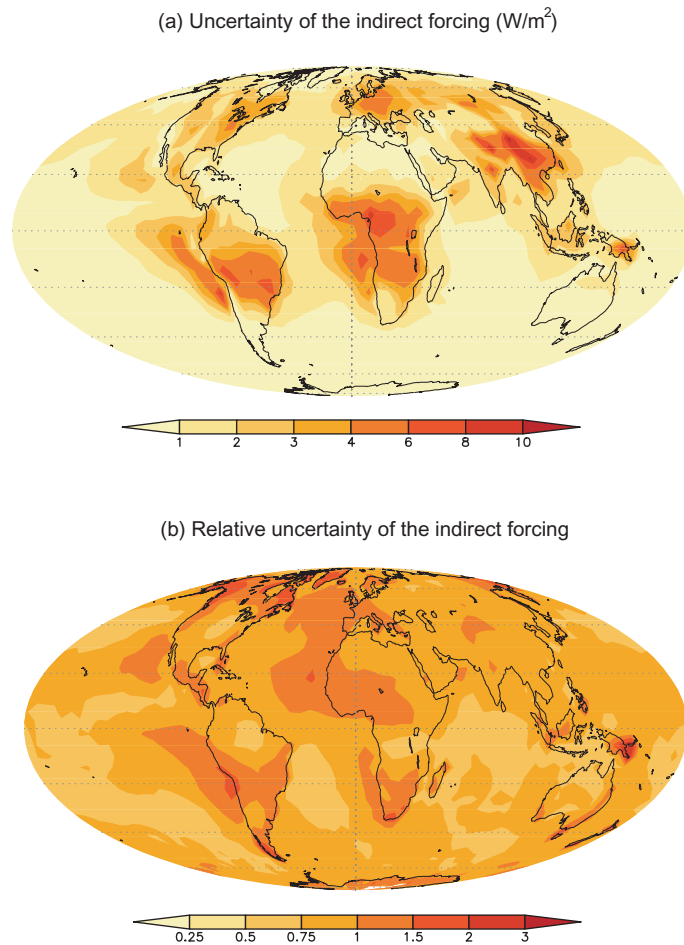 (a) Uncertainty of the indirect forcing (W/m²)
1 2 3 4 6 8 10
(b) Relative uncertainty of the indirect forcing
0.25 0.5 0.75 1 1.5 2 3